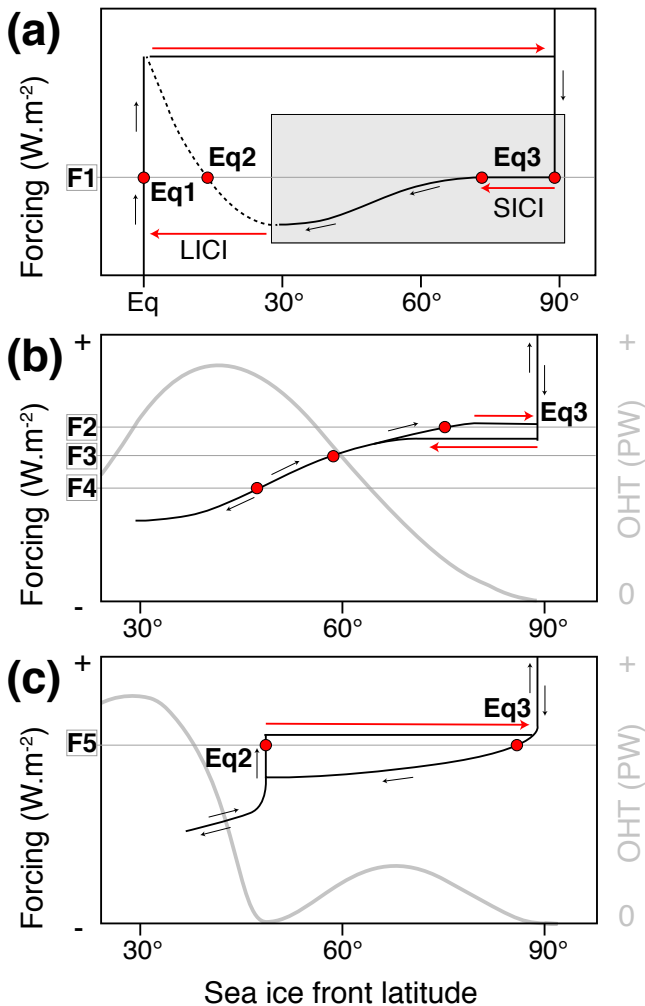 (a)
Forcing (W.m-2)
F1
Eq1
Eq2
Eq3
SICI
LICI
Eq 30° 60° 90°
(b)
+ +
Forcing (W.m-2)
OHT (PW)
F2
F3
F4
Eq3
- 0
30° 60° 90°
(c)
+ +
Forcing (W.m-2)
OHT (PW)
F5
Eq2
Eq3
- 0
30° 60° 90°
Sea ice front latitude